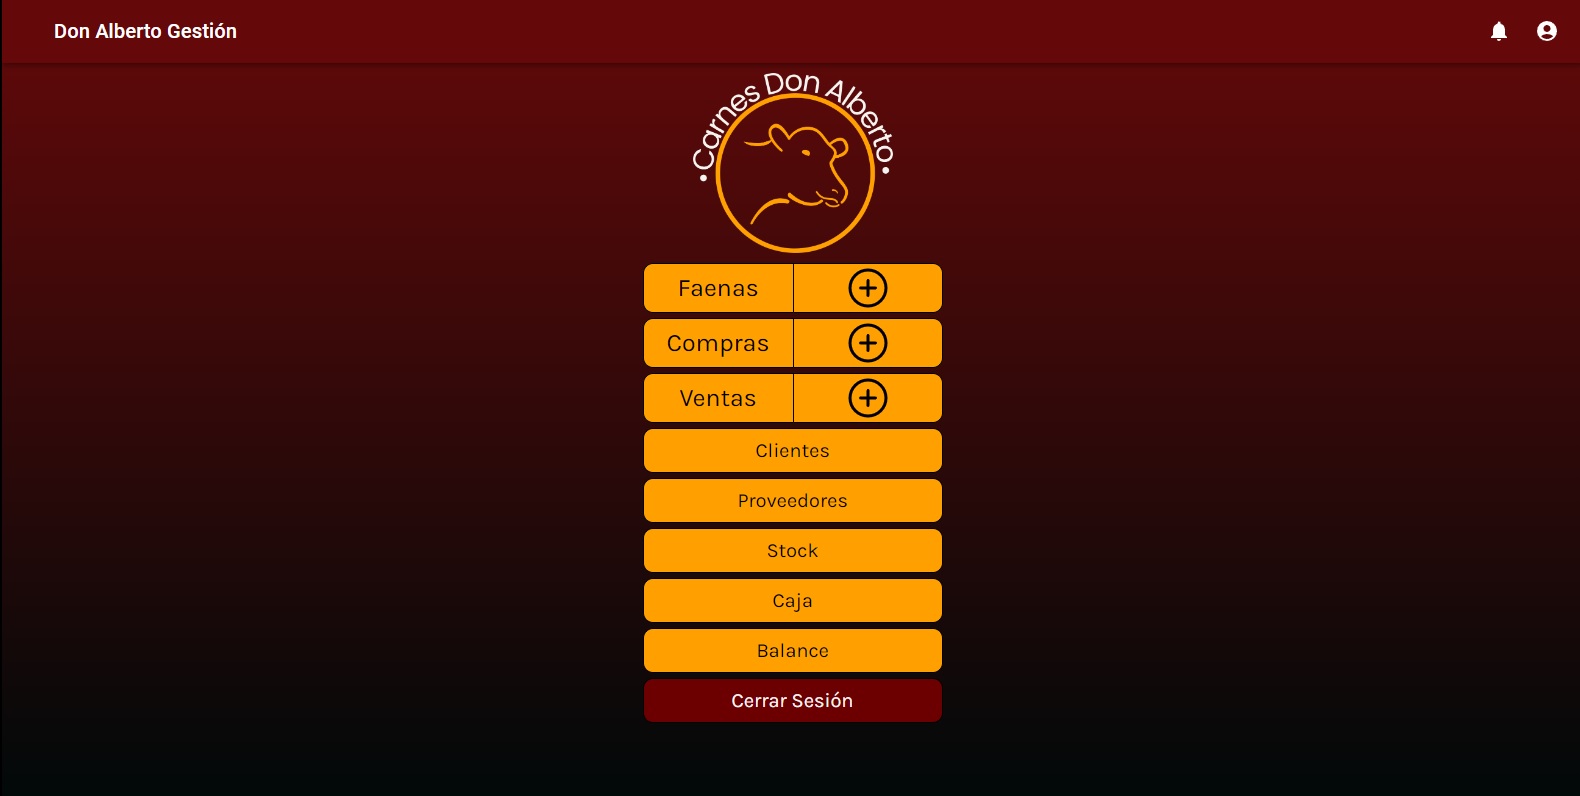 Don Alberto Gestión
• Carnes Don Alberto •
Faenas
Compras
Ventas
Clientes
Proveedores
Stock
Caja
Balance
Cerrar Sesión